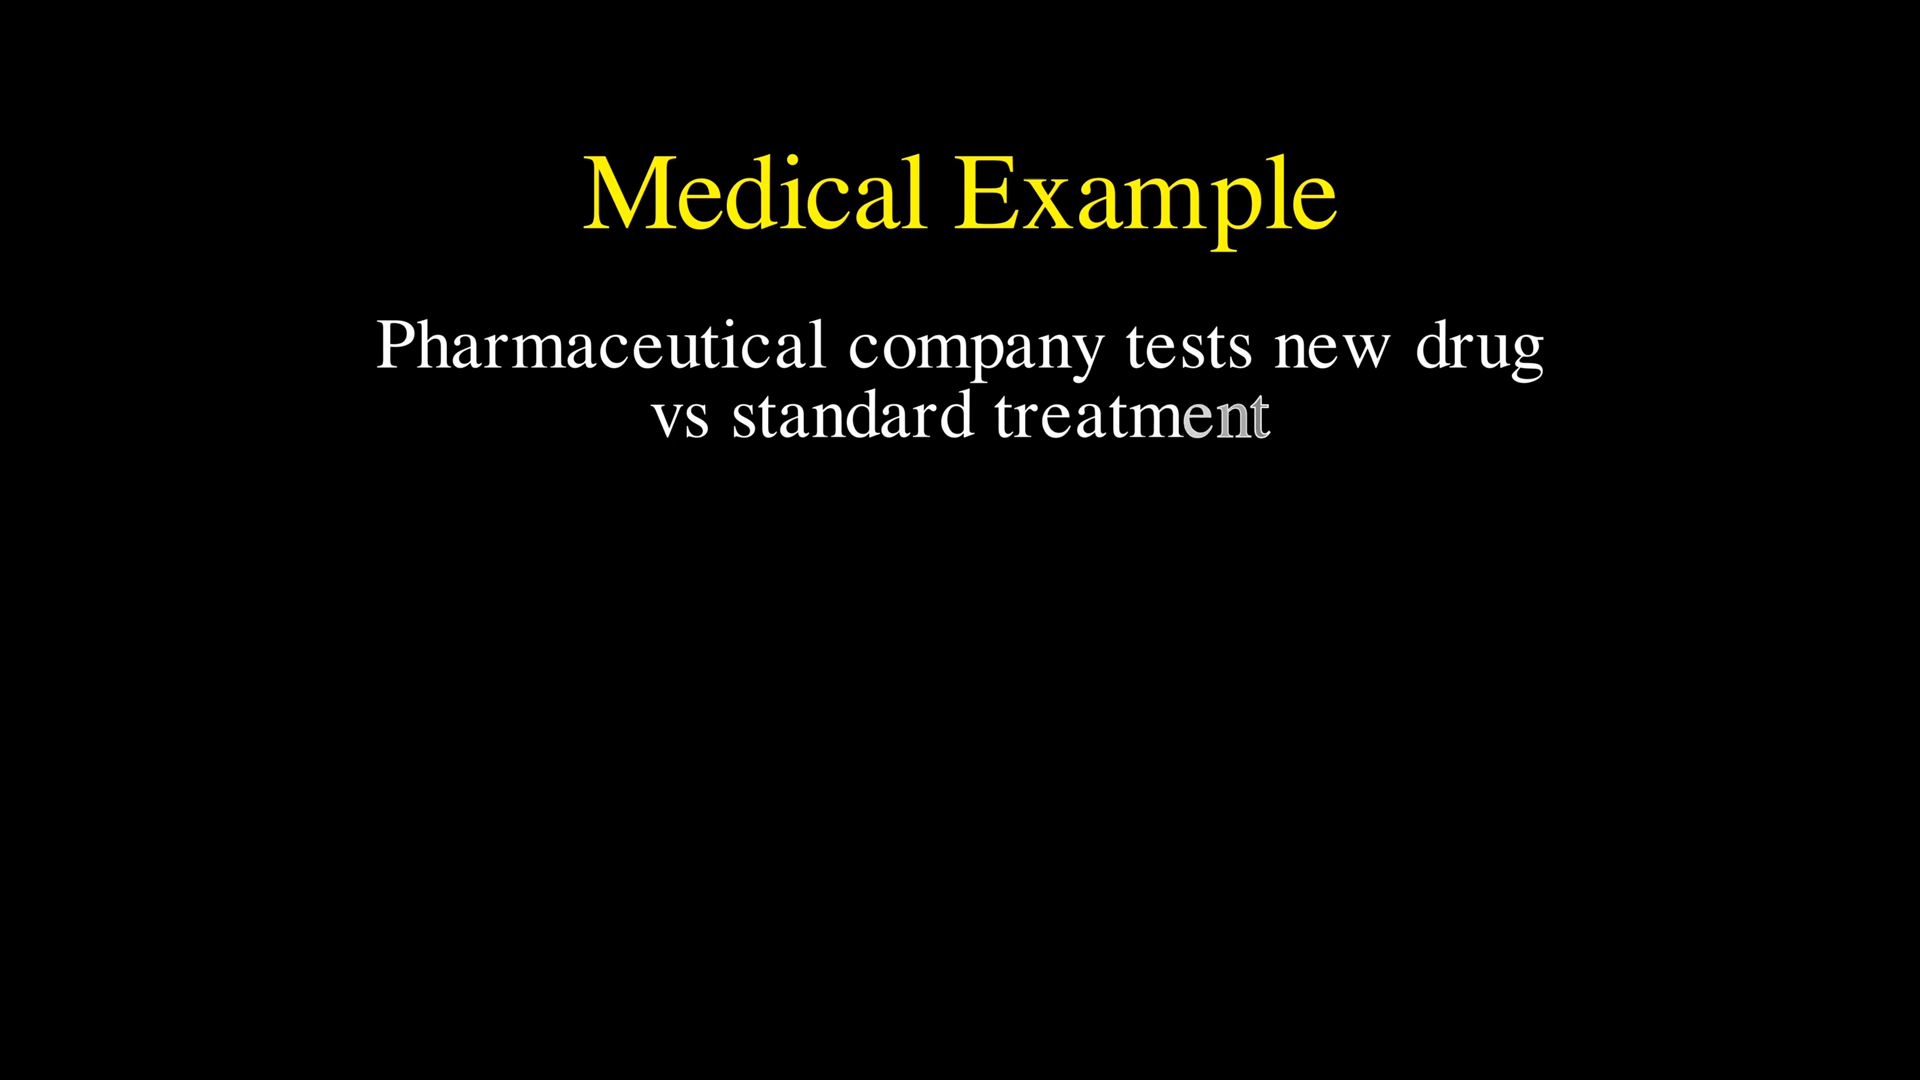 Medical Example
Pharmaceutical company tests new drug
vs standard treatment